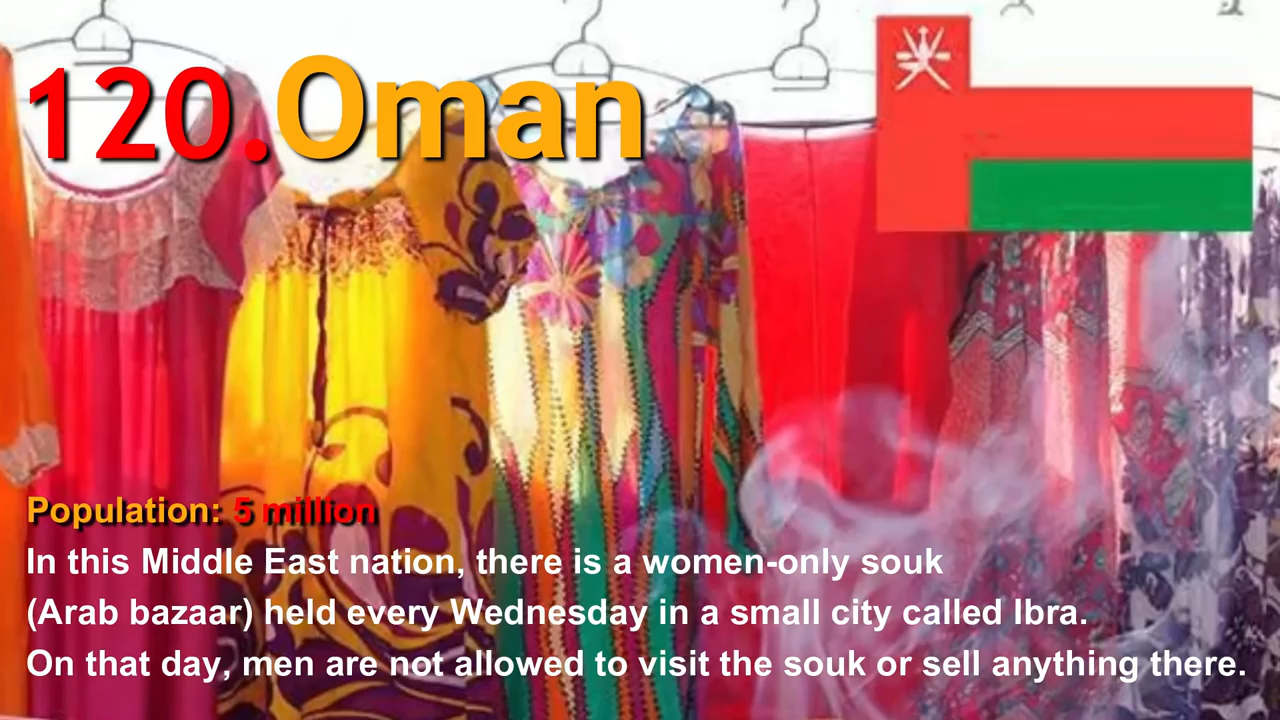 120.Oman
Population: 5 million
In this Middle East nation, there is a women-only souk
(Arab bazaar) held every Wednesday in a small city called Ibra.
On that day, men are not allowed to visit the souk or sell anything there.